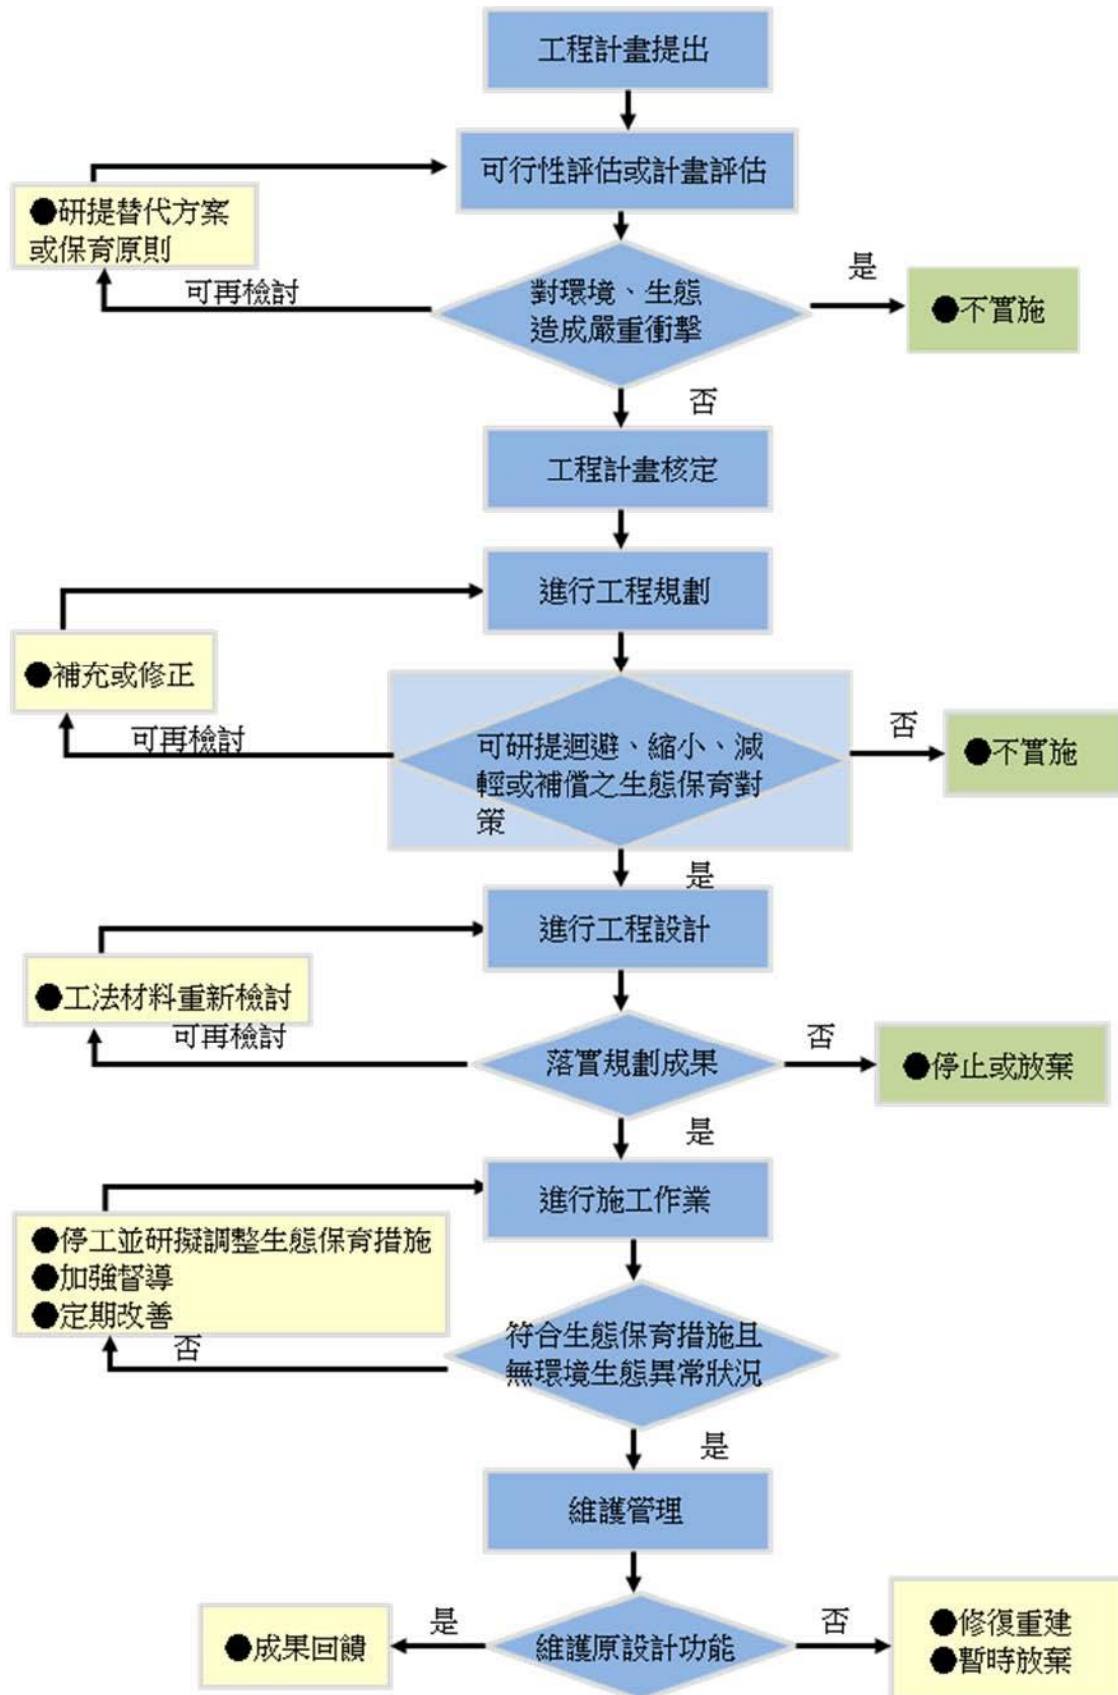 工程計畫提出
可行性評估或計畫評估
●研提替代方案
或保育原則
可再檢討
對環境、生態
造成嚴重衝擊
是
●不實施
否
工程計畫核定
進行工程規劃
●補充或修正
可再檢討
可研提迴避、縮小、減
輕或補償之生態保育對
策
否
●不實施
是
進行工程設計
●工法材料重新檢討
可再檢討
落實規劃成果
否
●停止或放棄
是
進行施工作業
●停工並研擬調整生態保育措施
●加強督導
●定期改善
否
符合生態保育措施且
無環境生態異常狀況
是
維護管理
●成果回饋
是
維護原設計功能
否
●修復重建
●暫時放棄